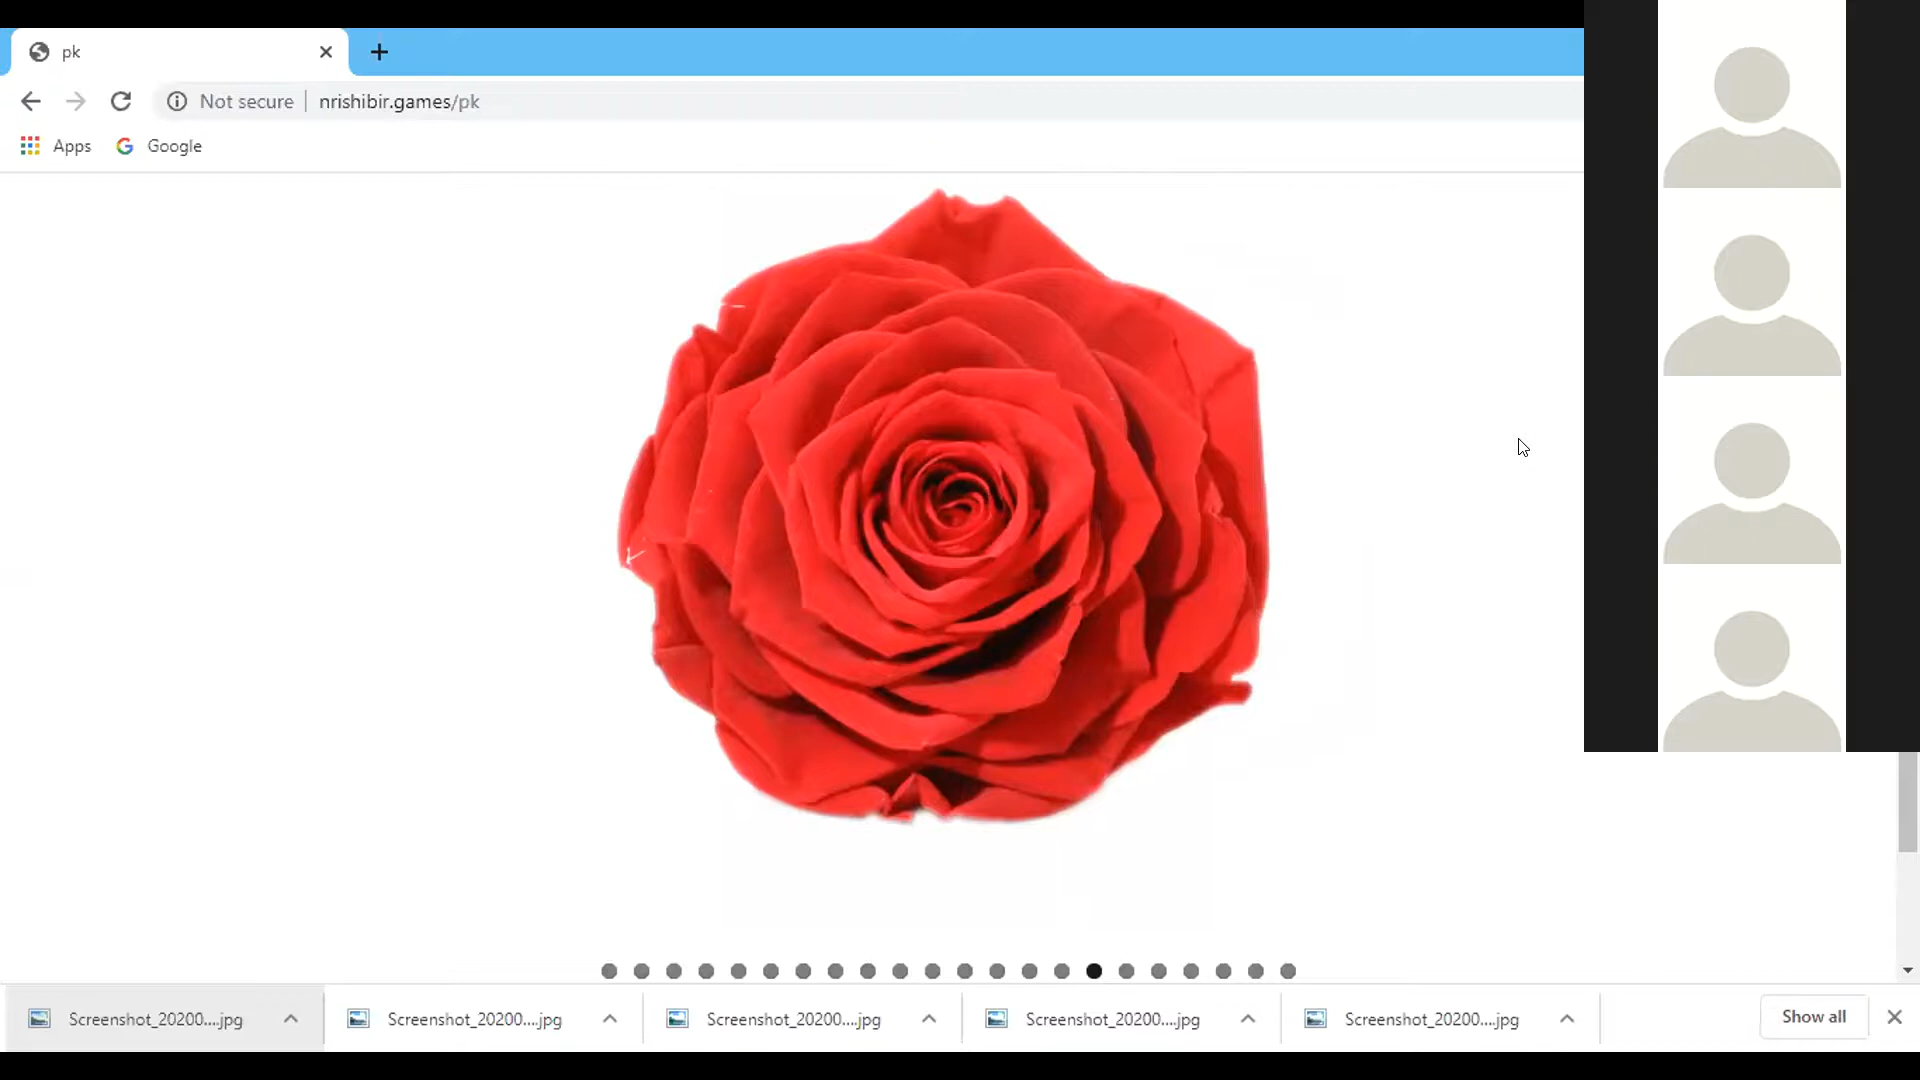 pk
Not secure
nrishibir.games/pk
Apps
Google
Screenshot_20200....jpg
Screenshot_20200....jpg
Screenshot_20200....jpg
Screenshot_20200....jpg
Screenshot_20200....jpg
Show all